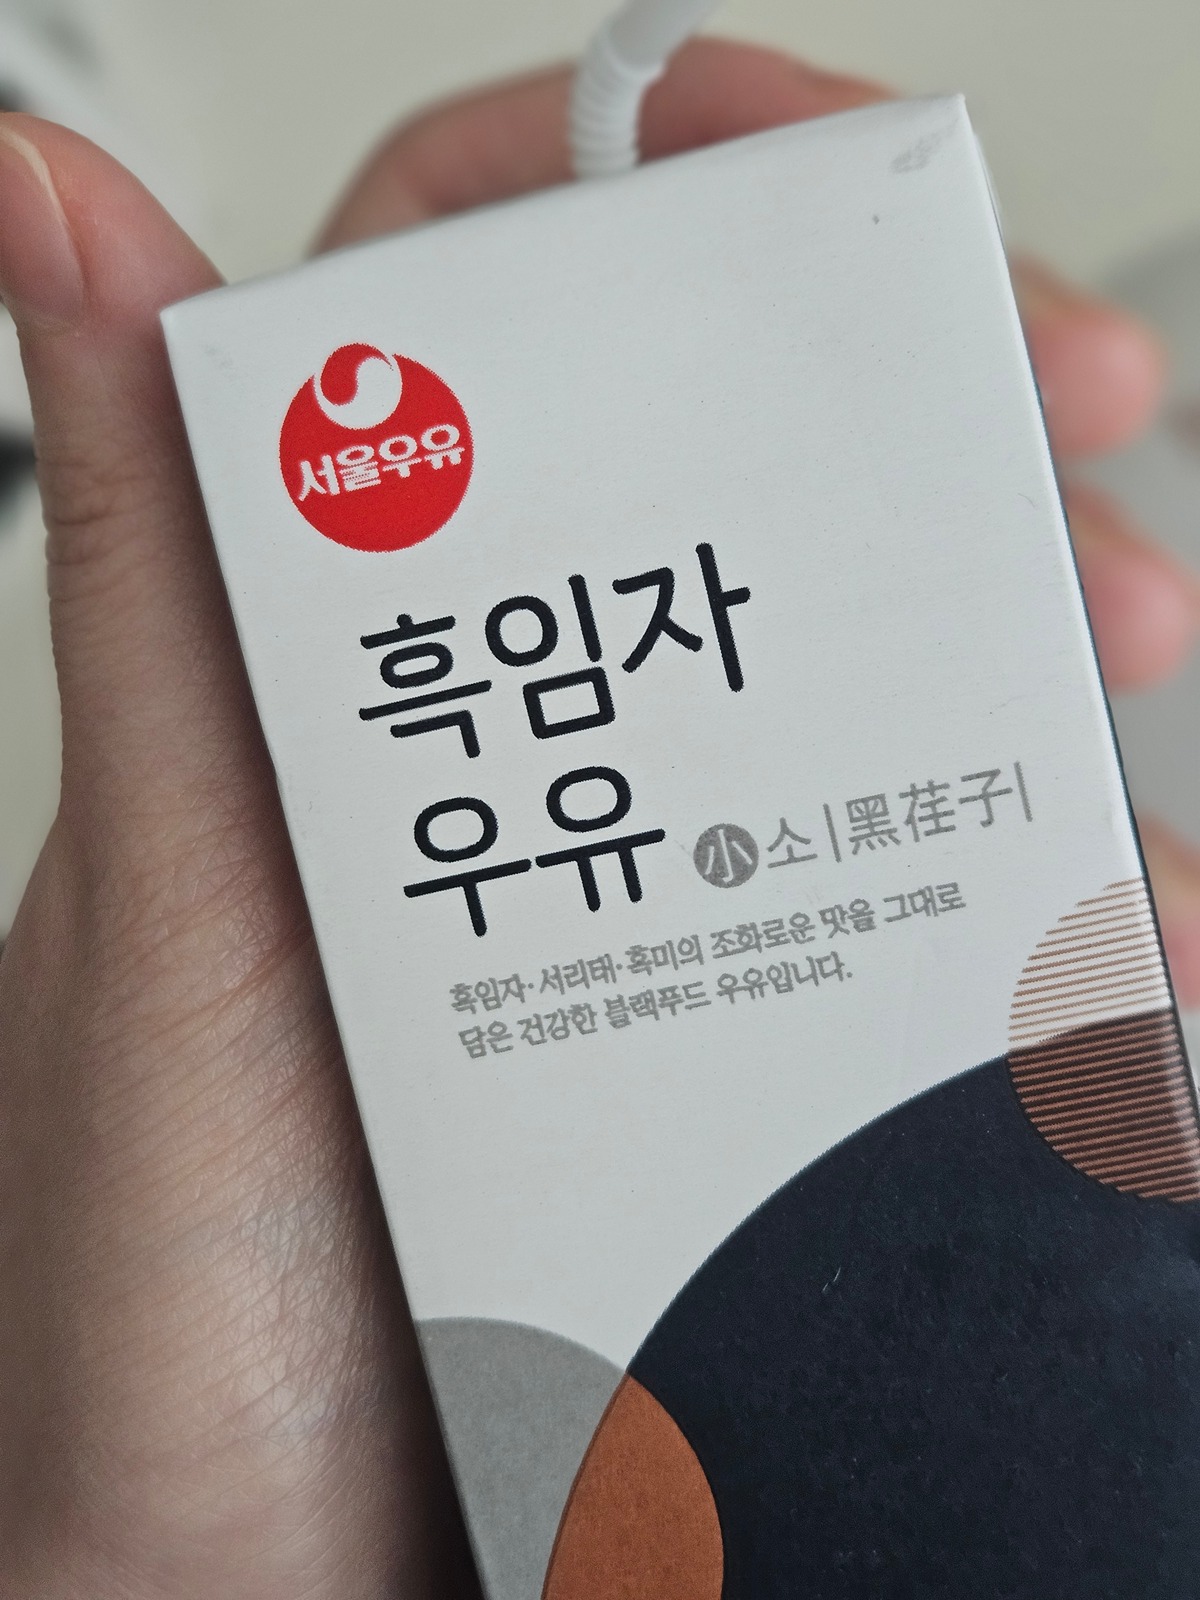 서울우유
흑임자
우유 小 소 | 黑荏子 |
흑임자·서리태·흑미의 조화로운 맛을 그대로
담은 건강한 블랙푸드 우유입니다.